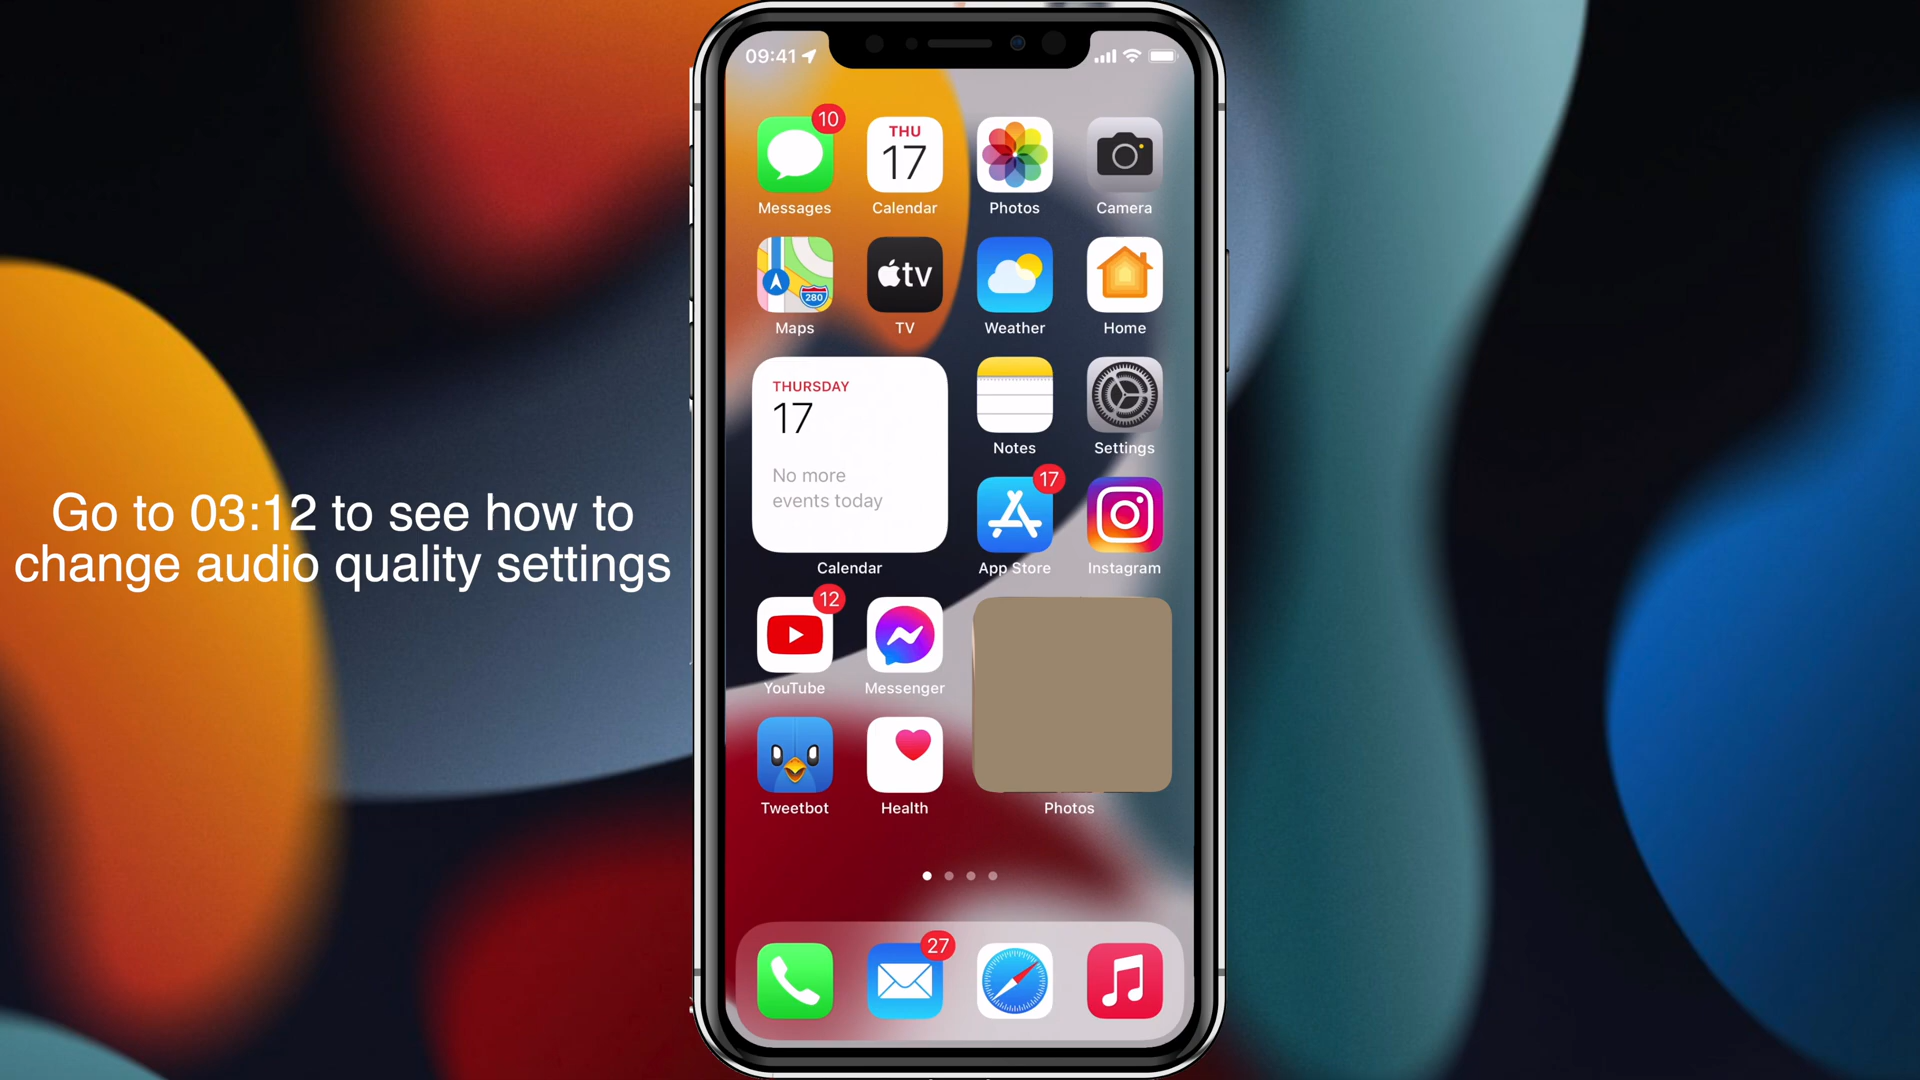 09:41
10
THU
17
Messages
Calendar
Photos
Camera
280
tv
Maps
TV
Weather
Home
THURSDAY
17
No more
events today
Calendar
Notes
Settings
17
App Store
Instagram
Go to 03:12 to see how to
change audio quality settings
12
YouTube
Messenger
Tweetbot
Health
Photos
27